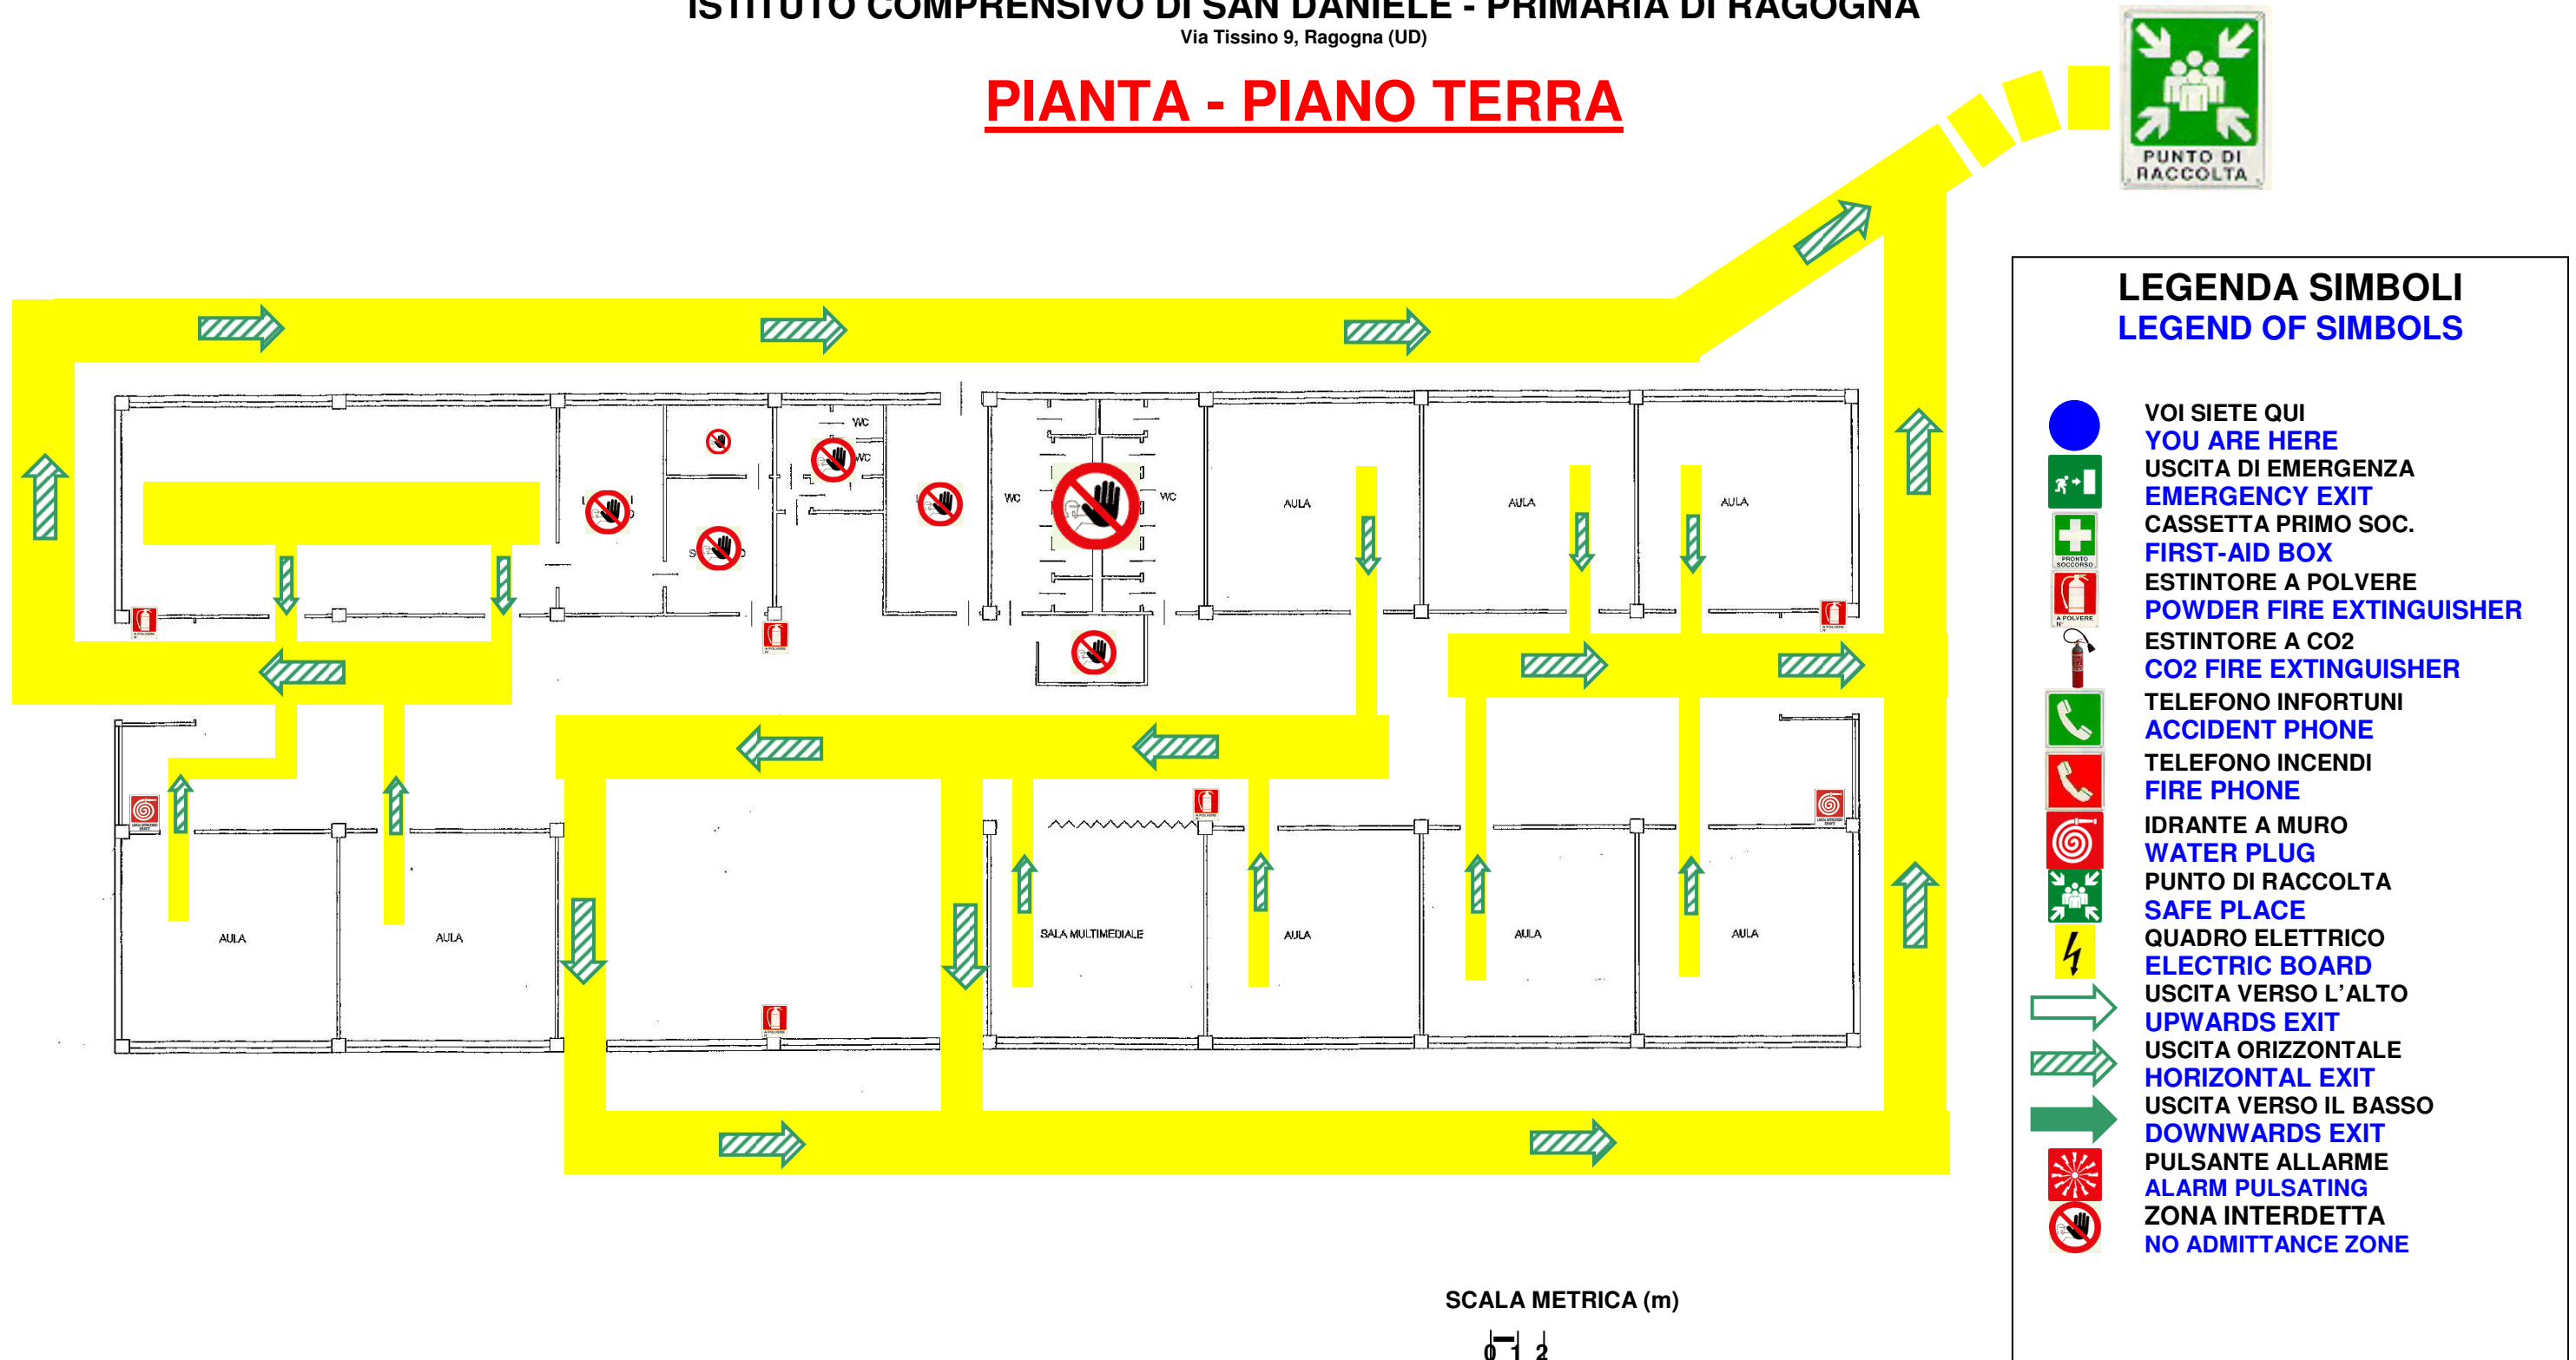 ISTITUTO COMPRENSIVO DI SAN DANIELE - PRIMARIA DI RAGOGNA
Via Tissino 9, Ragogna (UD)
PIANTA - PIANO TERRA
PUNTO DI
RACCOLTA
WC
WC
WC
WC
AULA
AULA
AULA
AULA
AULA
SALA MULTIMEDIALE
AULA
AULA
AULA
LEGENDA SIMBOLI
LEGEND OF SIMBOLS
VOI SIETE QUI
YOU ARE HERE
USCITA DI EMERGENZA
EMERGENCY EXIT
CASSETTA PRIMO SOC.
FIRST-AID BOX
PRONTO
SOCCORSO
ESTINTORE A POLVERE
POWDER FIRE EXTINGUISHER
A POLVERE
N°
ESTINTORE A CO2
CO2 FIRE EXTINGUISHER
TELEFONO INFORTUNI
ACCIDENT PHONE
TELEFONO INCENDI
FIRE PHONE
IDRANTE A MURO
WATER PLUG
PUNTO DI RACCOLTA
SAFE PLACE
QUADRO ELETTRICO
ELECTRIC BOARD
USCITA VERSO L'ALTO
UPWARDS EXIT
USCITA ORIZZONTALE
HORIZONTAL EXIT
USCITA VERSO IL BASSO
DOWNWARDS EXIT
PULSANTE ALLARME
ALARM PULSATING
ZONA INTERDETTA
NO ADMITTANCE ZONE
SCALA METRICA (m)
0 1 2